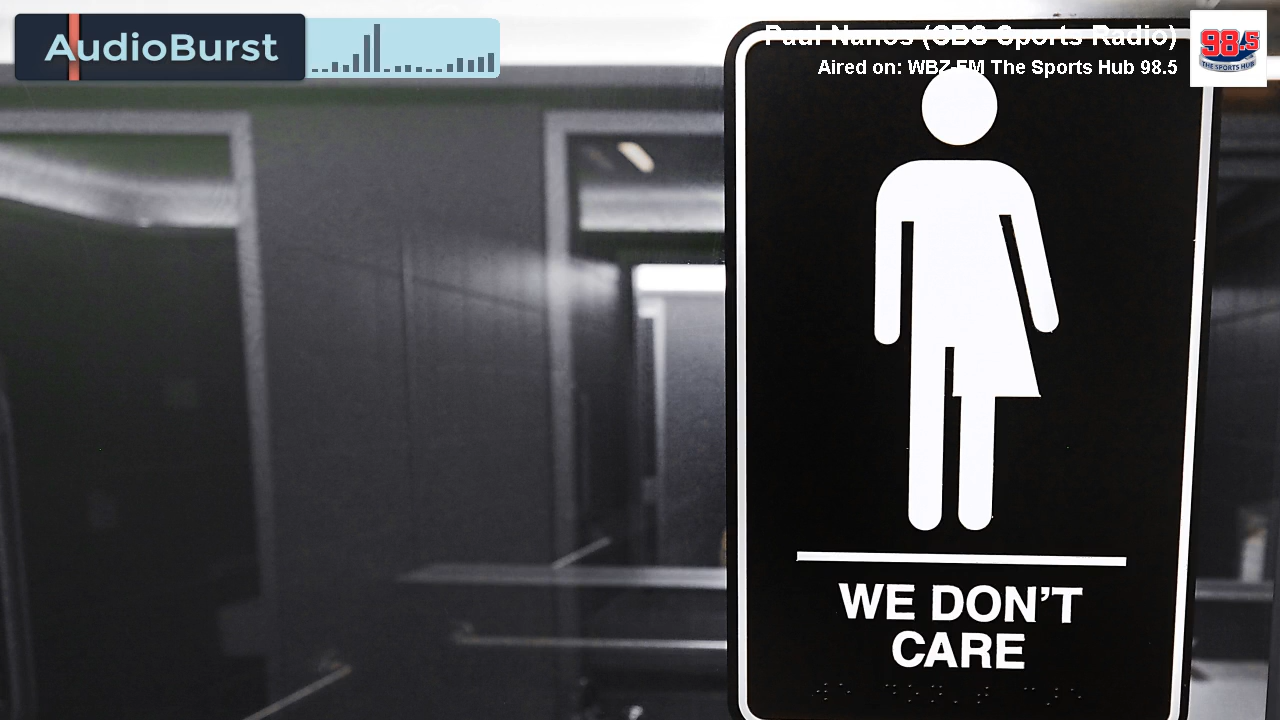 AudioBurst
Paul Nanos (CBS Sports Radio)
Aired on: WBZ-FM The Sports Hub 98.5
98.5
THE SPORTS HUB
WE DON'T
CARE